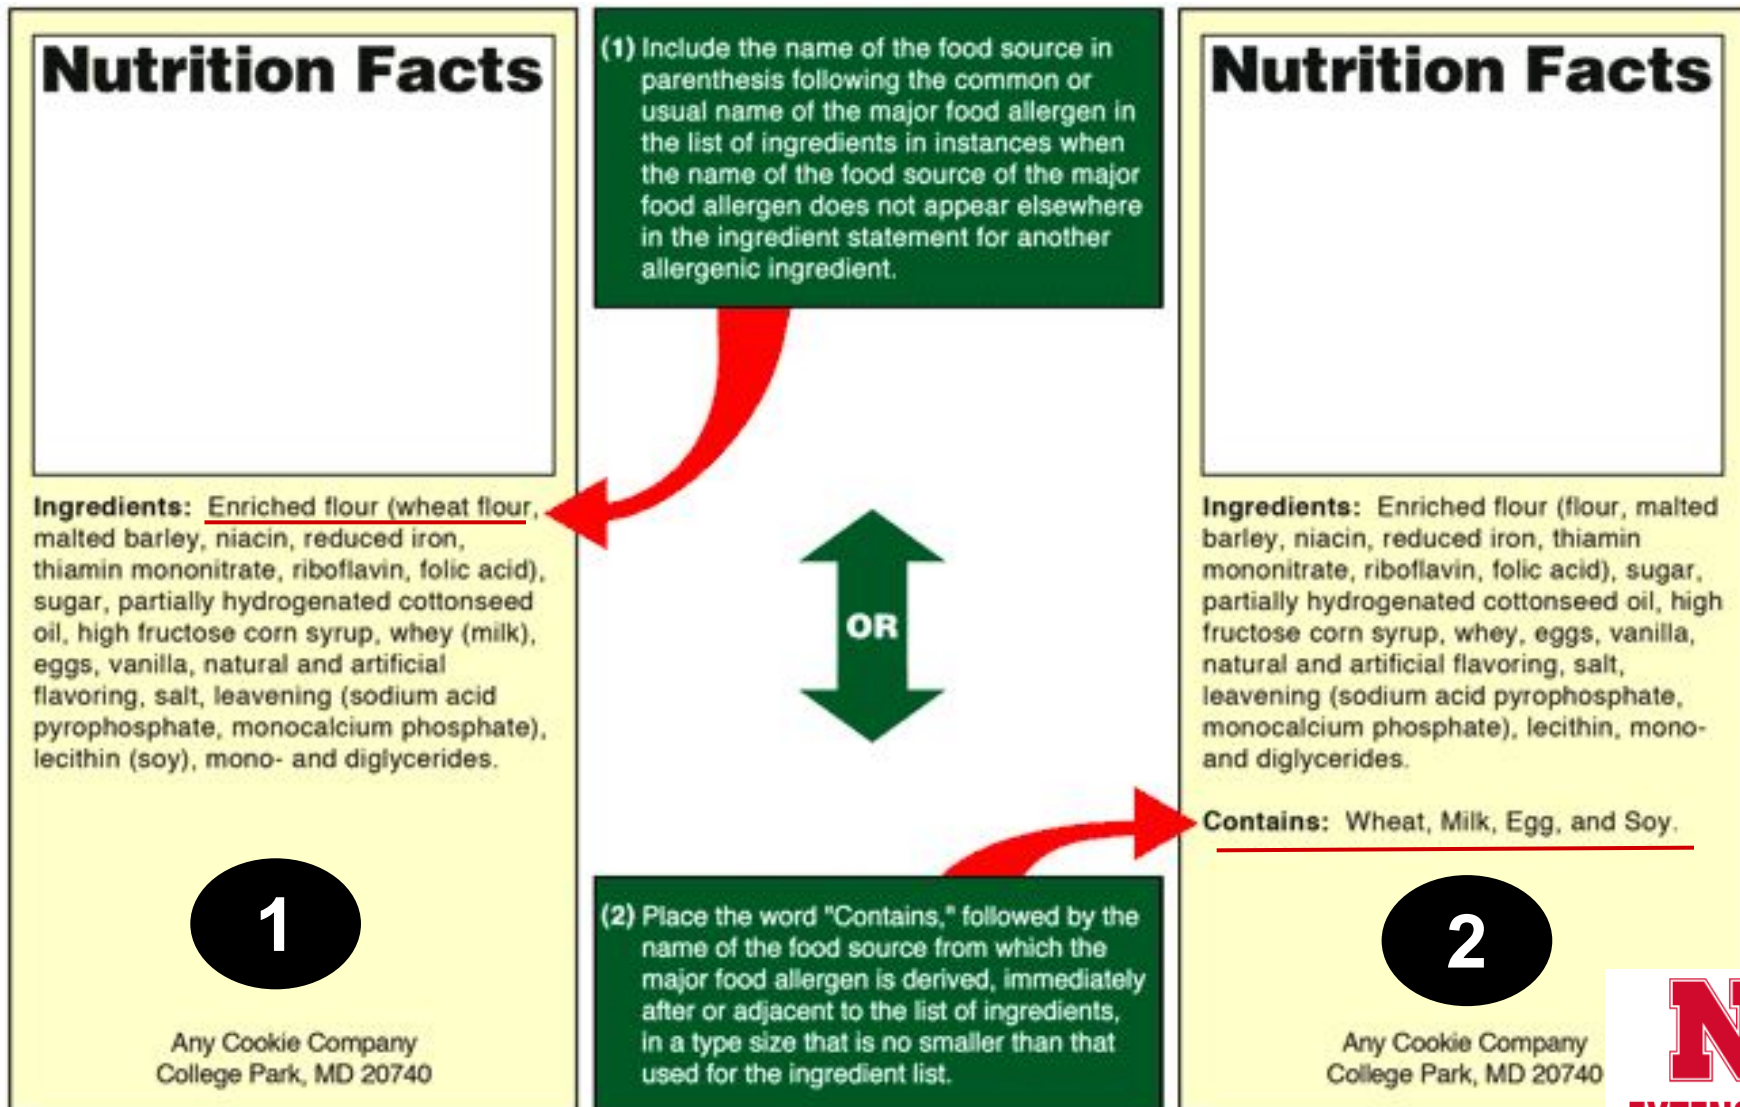 Nutrition Facts
Ingredients: Enriched flour (wheat flour,
malted barley, niacin, reduced iron,
thiamin mononitrate, riboflavin, folic acid),
sugar, partially hydrogenated cottonseed
oil, high fructose corn syrup, whey (milk),
eggs, vanilla, natural and artificial
flavoring, salt, leavening (sodium acid
pyrophosphate, monocalcium phosphate),
lecithin (soy), mono- and diglycerides.
1
Any Cookie Company
College Park, MD 20740
(1) Include the name of the food source in
parenthesis following the common or
usual name of the major food allergen in
the list of ingredients in instances when
the name of the food source of the major
food allergen does not appear elsewhere
in the ingredient statement for another
allergenic ingredient.
OR
(2) Place the word "Contains," followed by the
name of the food source from which the
major food allergen is derived, immediately
after or adjacent to the list of ingredients,
in a type size that is no smaller than that
used for the ingredient list.
Nutrition Facts
Ingredients: Enriched flour (flour, malted
barley, niacin, reduced iron, thiamin
mononitrate, riboflavin, folic acid), sugar,
partially hydrogenated cottonseed oil, high
fructose corn syrup, whey, eggs, vanilla,
natural and artificial flavoring, salt,
leavening (sodium acid pyrophosphate,
monocalcium phosphate), lecithin, mono-
and diglycerides.
Contains: Wheat, Milk, Egg, and Soy.
2
Any Cookie Company
College Park, MD 20740
N